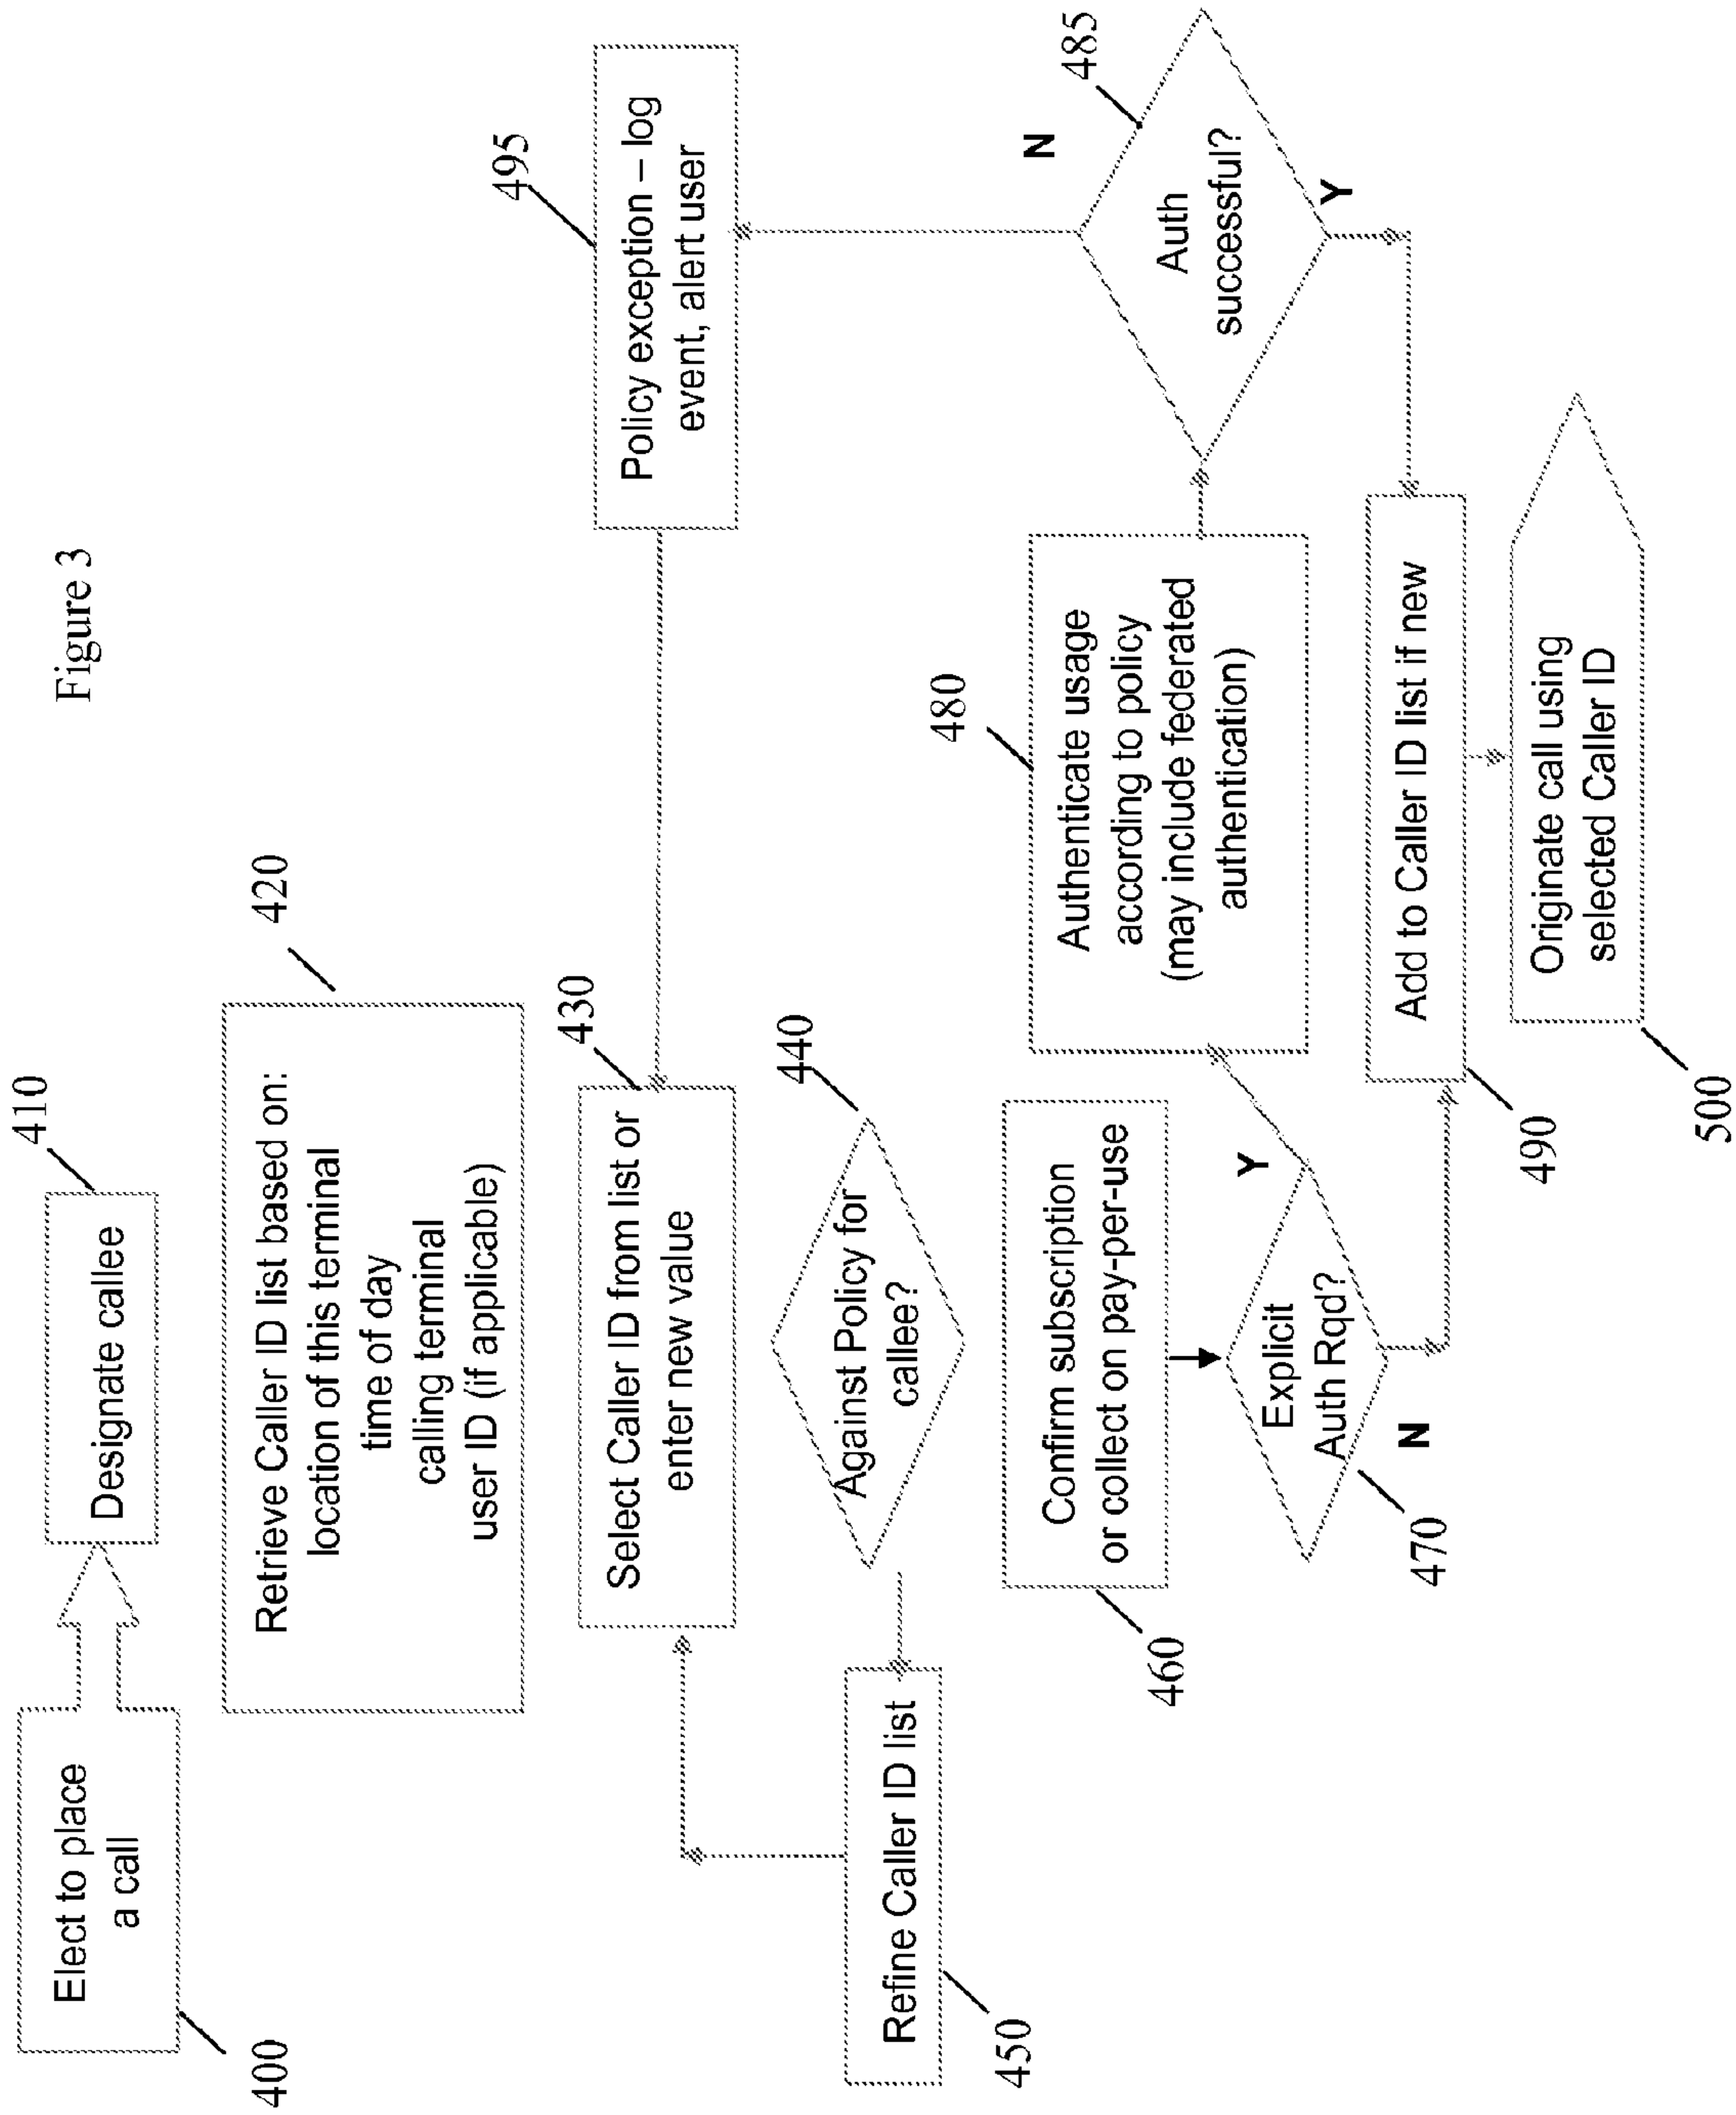 Figure 3
400
Elect to place
a call
410
Designate callee
420
Retrieve Caller ID list based on:
location of this terminal
time of day
calling terminal
user ID (if applicable)
430
Select Caller ID from list or
enter new value
495
Policy exception – log
event, alert user
440
Against Policy for
callee?
450
Refine Caller ID list
460
Confirm subscription
or collect on pay-per-use
470
Explicit
Auth Rqd?
Y
N
480
Authenticate usage
according to policy
(may include federated
authentication)
485
Auth
successful?
N
Y
490
Add to Caller ID list if new
500
Originate call using
selected Caller ID